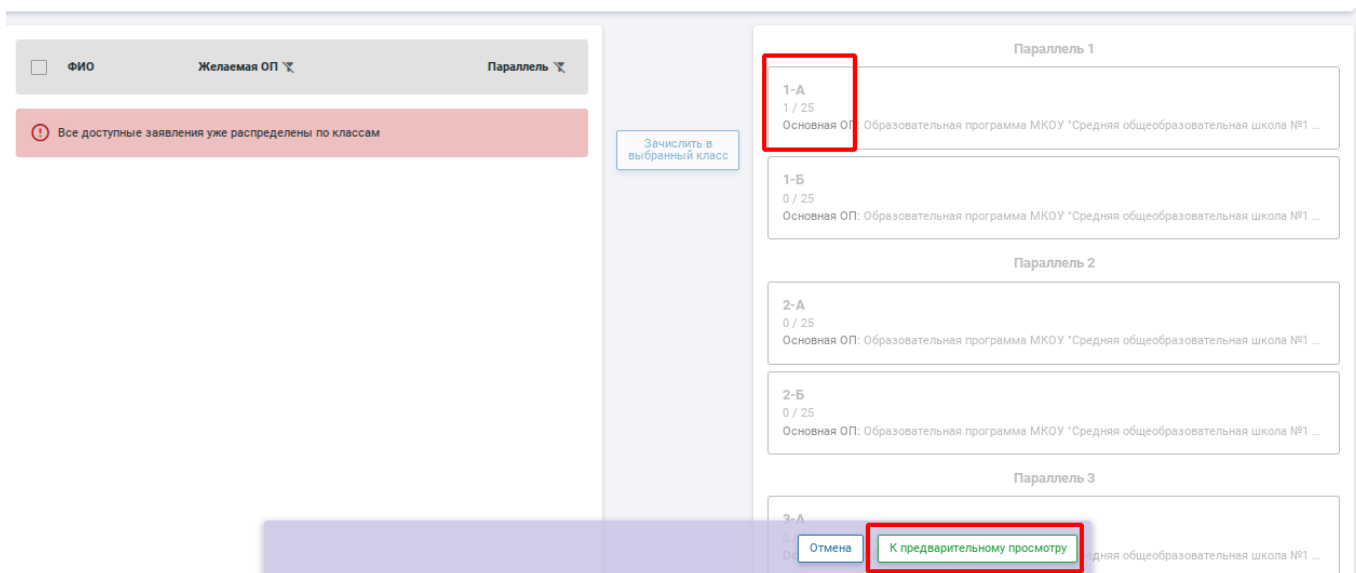 ФИО Желаемая ОП Параллель
Все доступные заявления уже распределены по классам
Зачислить в
выбранный класс
Параллель 1
1-А
1 / 25
Основная ОП: Образовательная программа МКОУ "Средняя общеобразовательная школа №1 ...
1-Б
0 / 25
Основная ОП: Образовательная программа МКОУ "Средняя общеобразовательная школа №1 ...
Параллель 2
2-А
0 / 25
Основная ОП: Образовательная программа МКОУ "Средняя общеобразовательная школа №1 ...
2-Б
0 / 25
Основная ОП: Образовательная программа МКОУ "Средняя общеобразовательная школа №1 ...
Параллель 3
3-А
Отмена К предварительному просмотру
общеобразовательная школа №1 ...